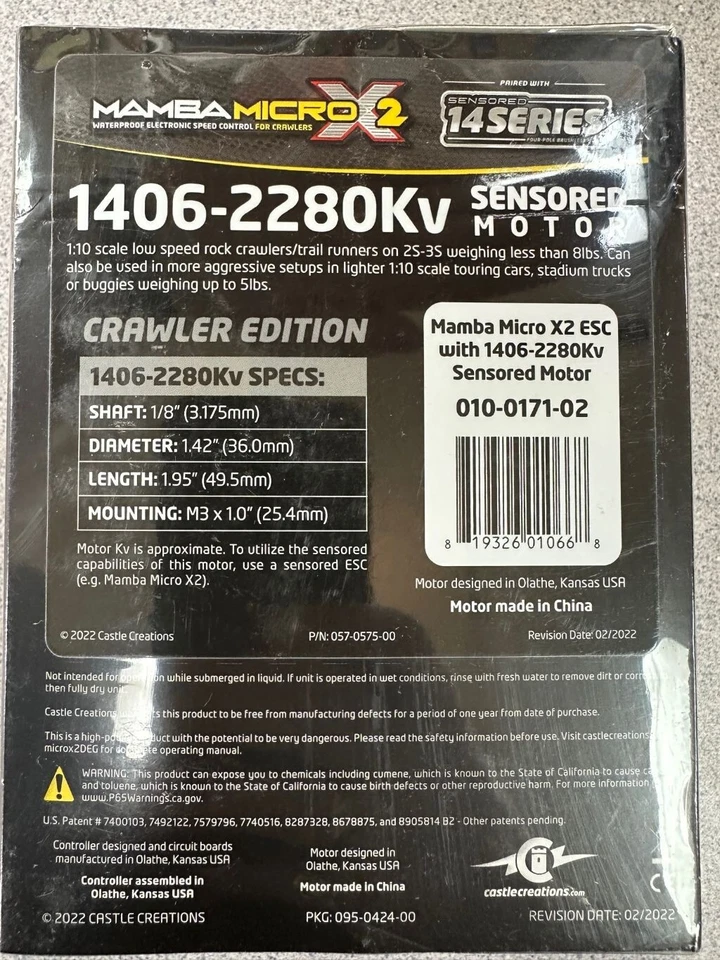 MAMBA MICRO X2
WATERPROOF ELECTRONIC SPEED CONTROL FOR CRAWLERS
PAIRED WITH
SENSORED
14 SERIES
1406-2280Kv SENSORED
MOTOR
1:10 scale low speed rock crawlers/trail runners on 2S-3S weighing less than 8lbs. Can
also be used in more aggressive setups in lighter 1:10 scale touring cars, stadium trucks
or buggies weighing up to 5lbs.
CRAWLER EDITION
1406-2280Kv SPECS:
SHAFT: 1/8" (3.175mm)
DIAMETER: 1.42" (36.0mm)
LENGTH: 1.95" (49.5mm)
MOUNTING: M3 x 1.0" (25.4mm)
Motor Kv is approximate. To utilize the sensored
capabilities of this motor, use a sensored ESC
(e.g. Mamba Micro X2).
Mamba Micro X2 ESC
with 1406-2280Kv
Sensored Motor
010-0171-02
8 19326 01066 8
Motor designed in Olathe, Kansas USA
Motor made in China
© 2022 Castle Creations
P/N: 057-0575-00
Revision Date: 02/2022
Not intended for while submerged in liquid. If unit is operated in wet conditions, rinse with fresh water to remove dirt or
then fully dry unit.
Castle Creations this product to be free from manufacturing defects for a period of one year from date of purchase.
This is a product with the potential to be very dangerous. Please read the safety information before use. Visit castlecreations
microx2DEG for operating manual.
WARNING: This product can expose you to chemicals including cumene, which is known to the State of California to cause
and toluene, which is known to the State of California to cause birth defects or other reproductive harm. For more information
www.P65Warnings.ca.gov.
U.S. Patent # 7400103, 7492122, 7579796, 7740516, 8287328, 8678875, and 8905814 B2 - Other patents pending.
Controller designed and circuit boards
manufactured in Olathe, Kansas USA
Controller assembled in
Olathe, Kansas USA
Motor designed in
Olathe, Kansas USA
Motor made in China
castlecreations.com
© 2022 CASTLE CREATIONS
PKG: 095-0424-00
REVISION DATE: 02/2022